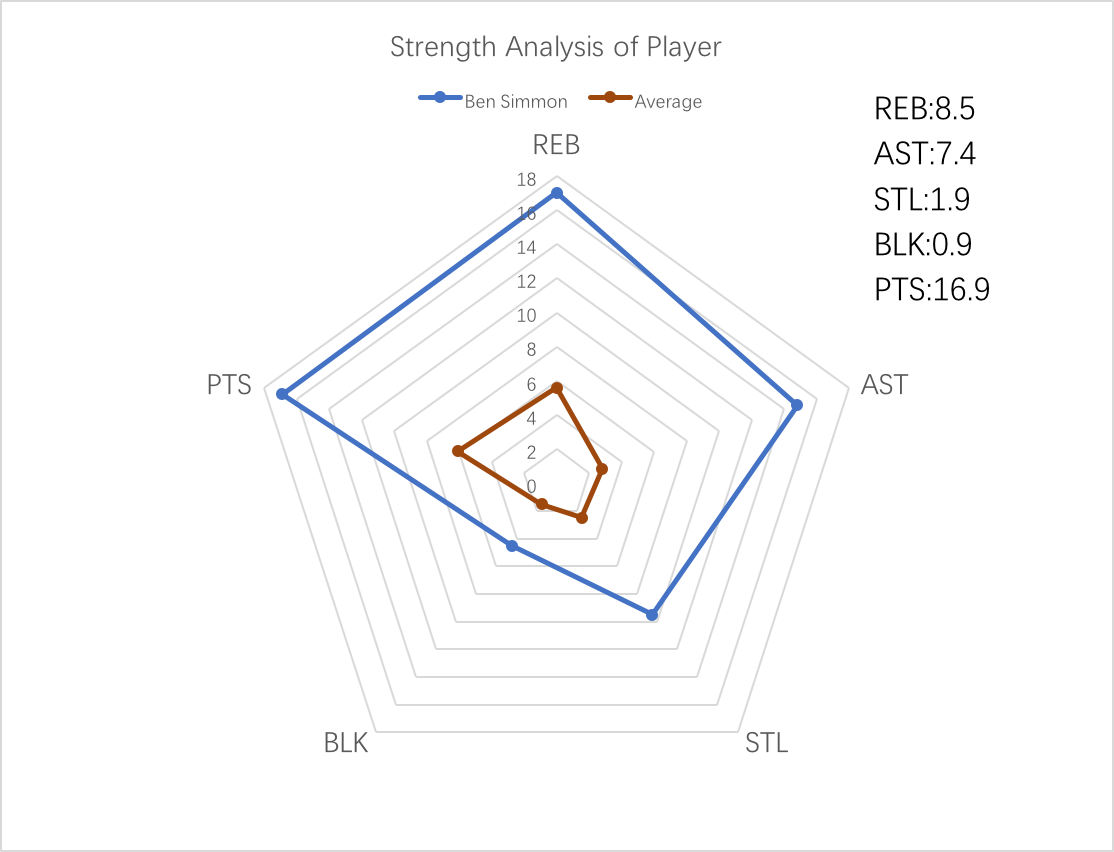 Strength Analysis of Player
Ben Simmon
Average
REB:8.5
AST:7.4
STL:1.9
BLK:0.9
PTS:16.9
REB
18
16
14
12
10
8
6
4
2
0
PTS
AST
BLK
STL